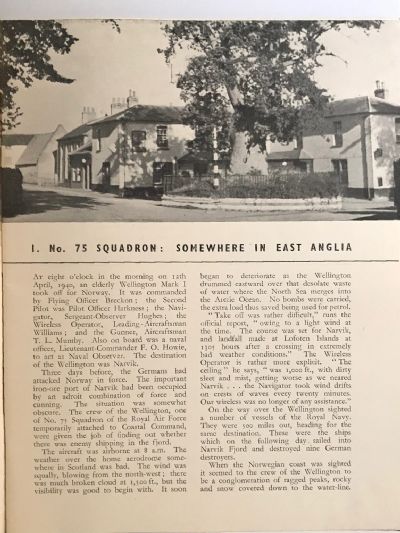 1. No. 75 SQUADRON: SOMEWHERE IN EAST ANGLIA
AT eight o'clock in the morning on 12th
April, 1940, an elderly Wellington Mark I
took off for Norway. It was commanded
by Flying Officer Breckon; the Second
Pilot was Pilot Officer Harkness; the Navi-
gator, Sergeant-Observer Hughes; the
Wireless Operator, Leading-Aircraftsman
Williams; and the Gunner, Aircraftsman
T. L. Mumby. Also on board was a naval
officer, Lieutenant-Commander F. O. Howie,
to act as Naval Observer. The destination
of the Wellington was Narvik.
Three days before, the Germans had
attacked Norway in force. The important
iron-ore port of Narvik had been occupied
by an adroit combination of force and
cunning. The situation was somewhat
obscure. The crew of the Wellington, one
of No. 75 Squadron of the Royal Air Force
temporarily attached to Coastal Command,
were given the job of finding out whether
there was enemy shipping in the Fjord.
The aircraft was airborne at 8 a.m. The
weather over the home aerodrome some-
where in Scotland was bad. The wind was
squally, blowing from the north-west; there
was much broken cloud at 1,500 ft., but the
visibility was good to begin with. It soon
began to deteriorate as the Wellington
drummed eastward over that desolate waste
of water where the North Sea merges into
the Arctic Ocean. No bombs were carried,
the extra load thus saved being used for petrol.
"Take off was rather difficult," runs the
official report, "owing to a light wind at
the time. The course was set for Narvik,
and landfall made at Lofoten Islands at
1305 hours after a crossing in extremely
bad weather conditions." The Wireless
Operator is rather more explicit. "The
ceiling" he says, "was 1,000 ft., with dirty
sleet and mist, getting worse as we neared
Narvik . . . the Navigator took wind drifts
on crests of waves every twenty minutes.
Our wireless was no longer of any assistance."
On the way over the Wellington sighted
a number of vessels of the Royal Navy.
They were 100 miles out, heading for the
same destination. These were the ships
which on the following day sailed into
Narvik Fjord and destroyed nine German
destroyers.
When the Norwegian coast was sighted
it seemed to the crew of the Wellington to
be a conglomeration of ragged peaks, rocky
and snow covered down to the water-line.